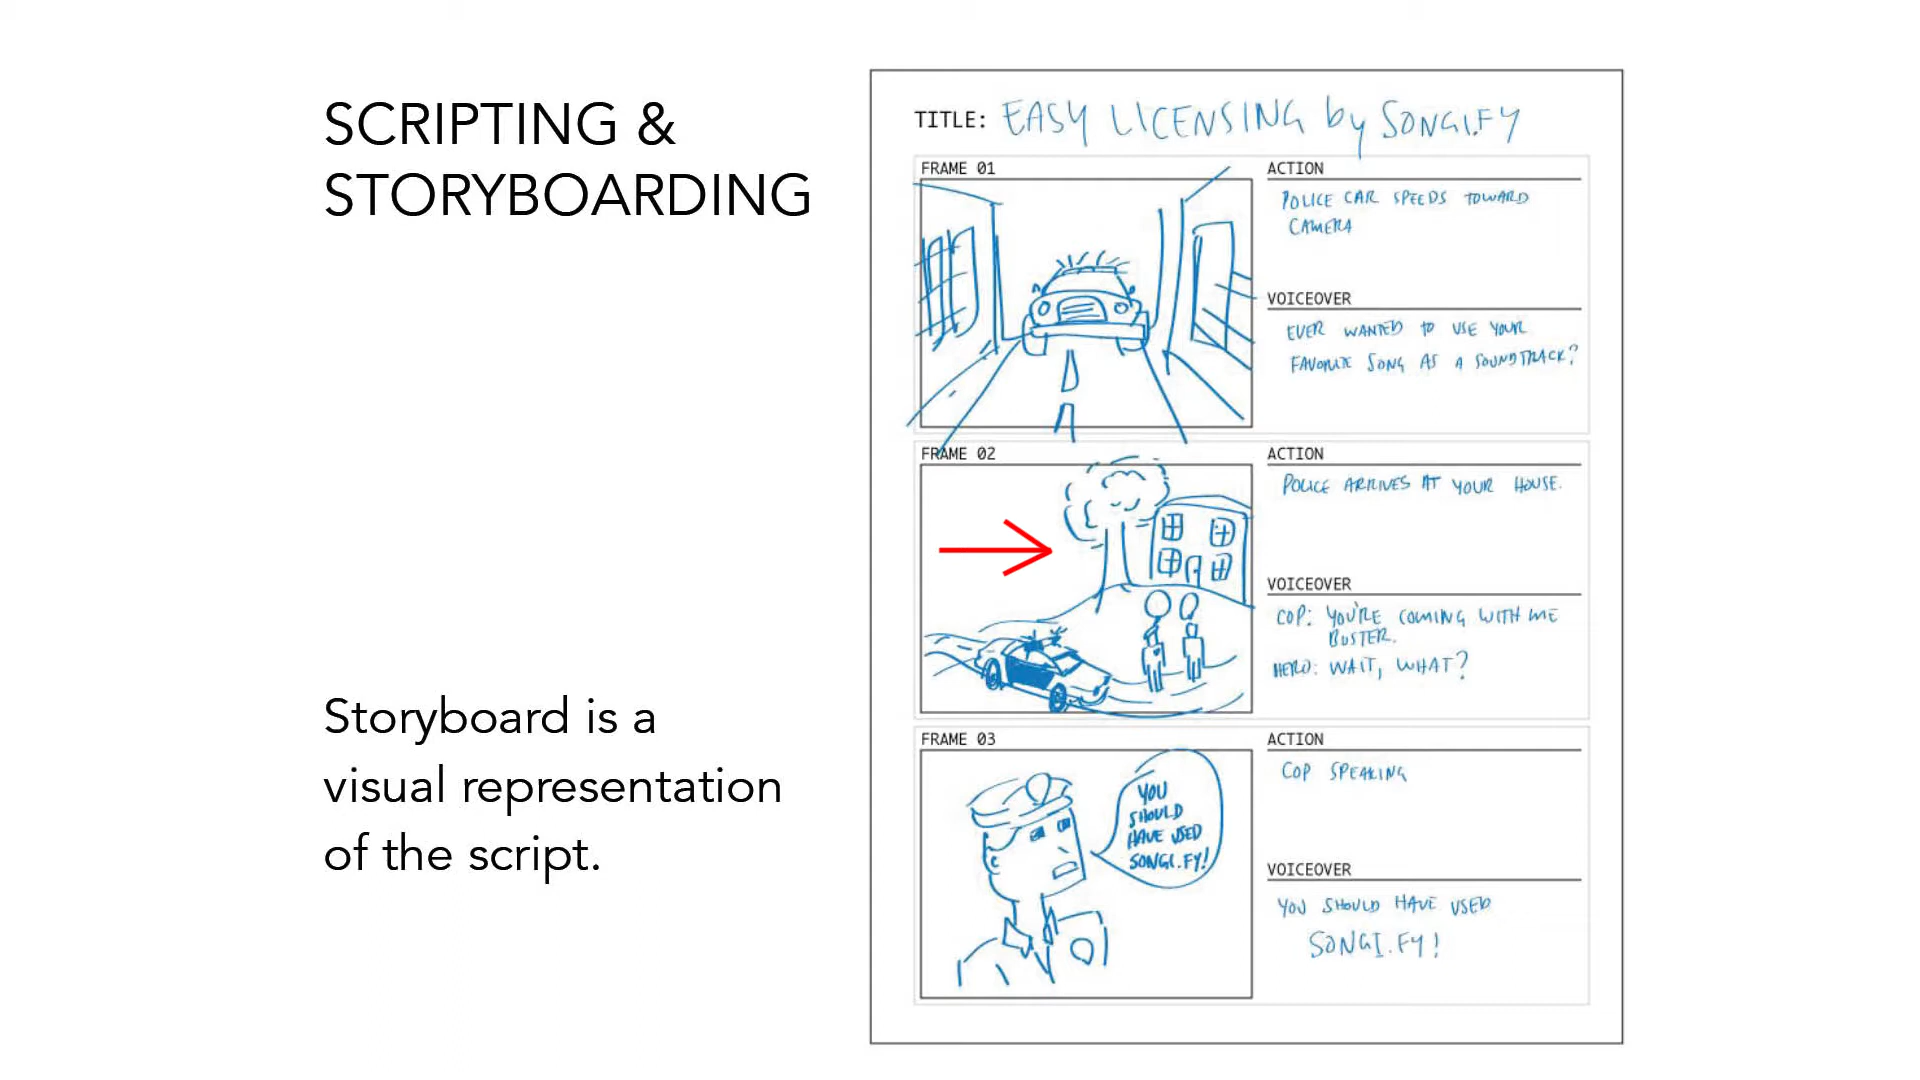 SCRIPTING &
STORYBOARDING
Storyboard is a
visual representation
of the script.
TITLE: EASY LICENSING by SONGI.FY
FRAME 01
ACTION
POLICE CAR SPEEDS TOWARD
CAMERA
VOICEOVER
EVER WANTED TO USE YOUR
FAVORITE SONG AS A SOUNDTRACK?
FRAME 02
ACTION
POLICE ARRIVES AT YOUR HOUSE.
VOICEOVER
COP: YOU'RE COMING WITH ME
BUSTER.
HERO: WAIT, WHAT?
FRAME 03
YOU
SHOULD
HAVE USED
SONGI.FY!
ACTION
COP SPEAKING
VOICEOVER
YOU SHOULD HAVE USED
SONGI.FY!